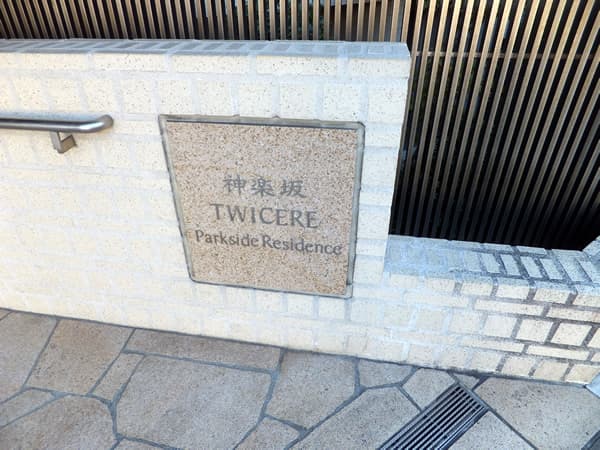 神楽坂
TWICERE
Parkside Residence